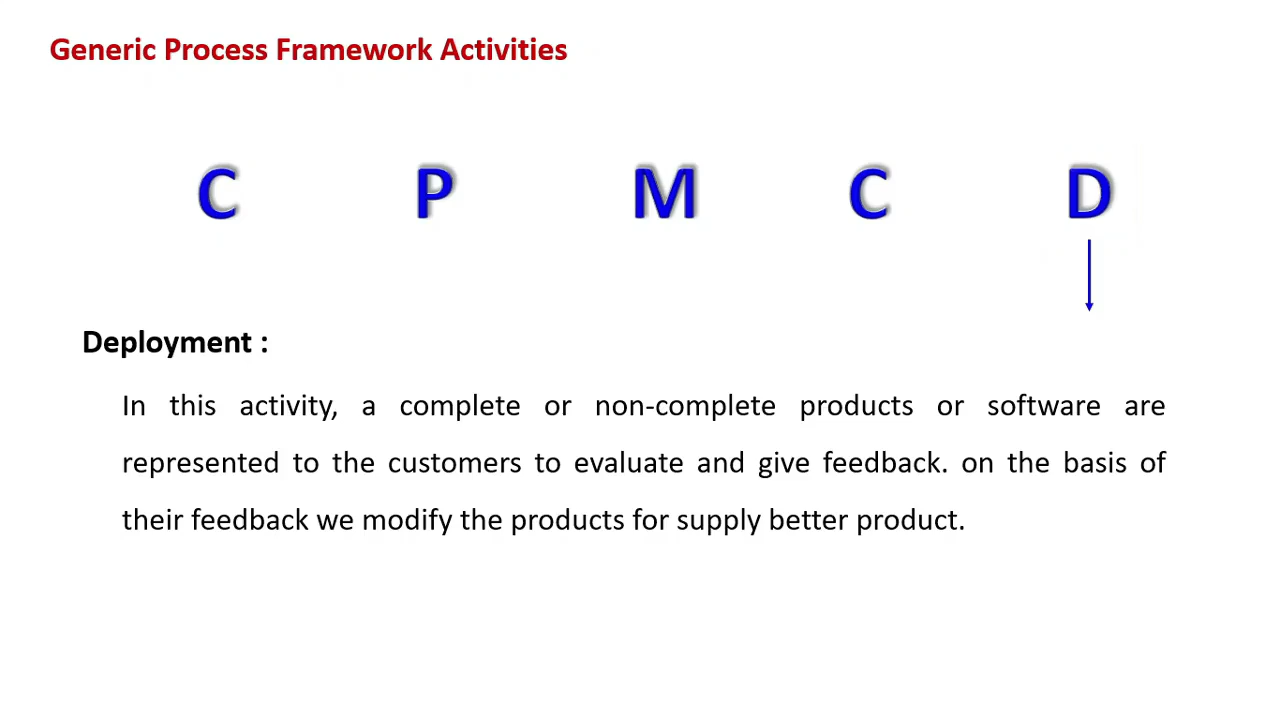 Generic Process Framework Activities
C P M C D
Deployment :
In this activity, a complete or non-complete products or software are
represented to the customers to evaluate and give feedback. on the basis of
their feedback we modify the products for supply better product.